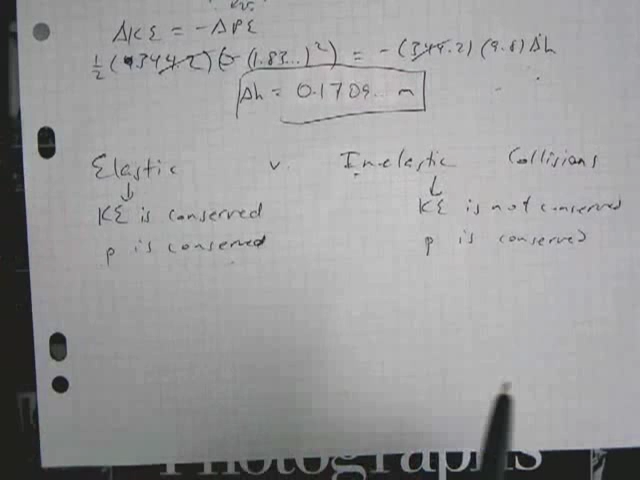 ΔKE = -ΔPE
1/2 (344.2)(0-(1.83...)²) = -(344.2)(9.8)Δh
Δh = 0.1709... m
Elastic v. Inelastic Collisions
↓ ↓
KE is conserved KE is not conserved
p is conserved p is conserved
Photographs